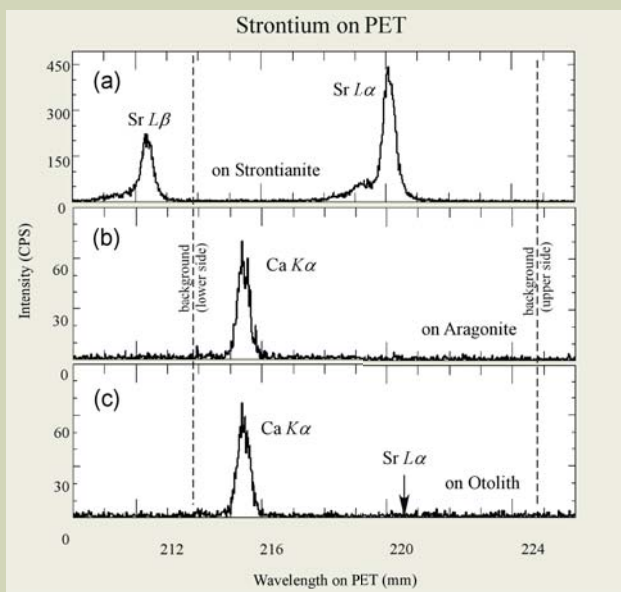 Strontium on PET
450
300
150
0
(a)
Sr Lβ
Sr Lα
on Strontianite
60
30
0
(b)
Ca Kα
background
(lower side)
background
(upper side)
on Aragonite
60
30
0
(c)
Ca Kα
Sr Lα
on Otolith
Intensity (CPS)
212
216
220
224
Wavelength on PET (mm)